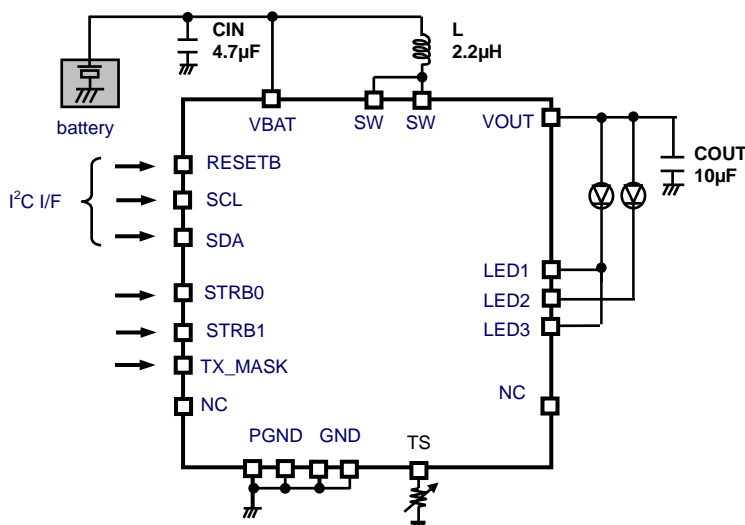 CIN
4.7µF
L
2.2µH
battery
VBAT
SW
SW
VOUT
COUT
10µF
I²C I/F
RESETB
SCL
SDA
STRB0
STRB1
TX_MASK
NC
LED1
LED2
LED3
NC
PGND
GND
TS